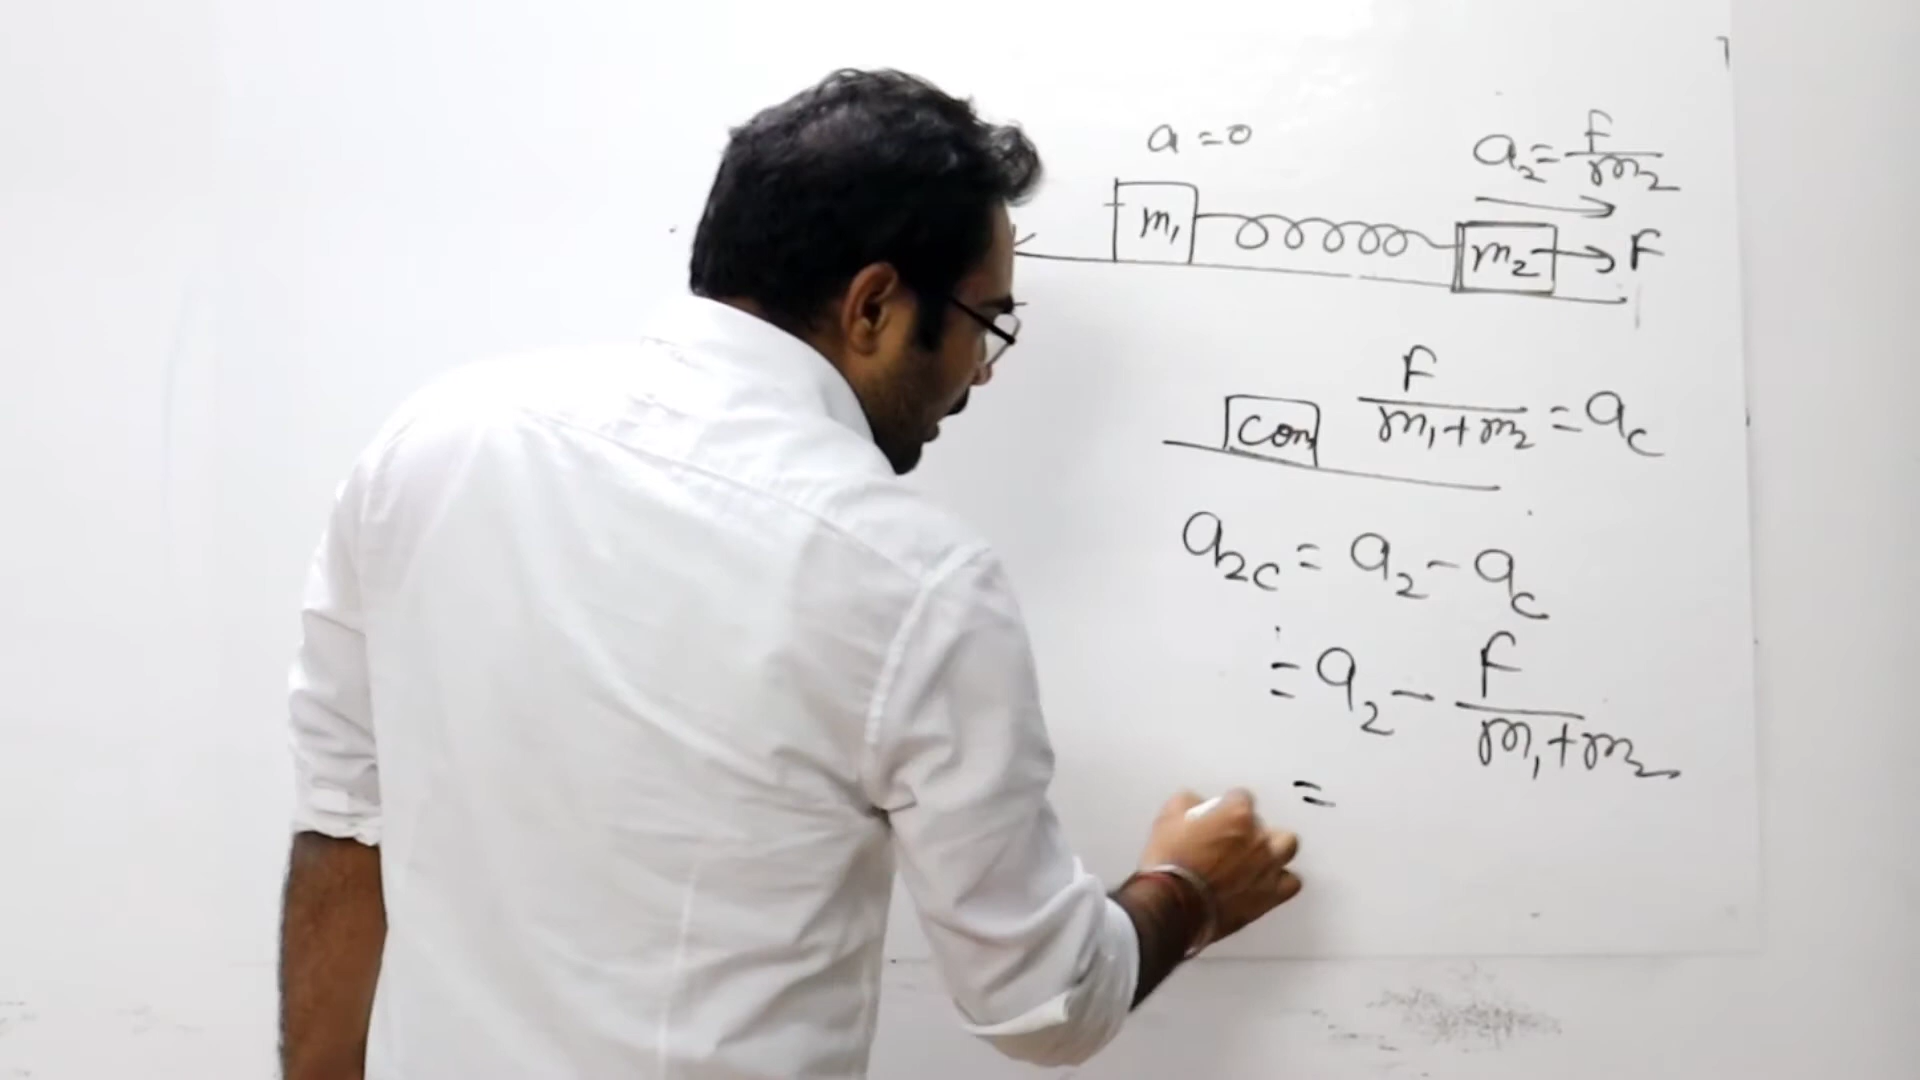 a = 0
a₂ = F/m₂
m₁
m₂ → F
com
F/(m₁+m₂) = a_c
a₂c = a₂ - a_c
= a₂ - F/(m₁+m₂)
=